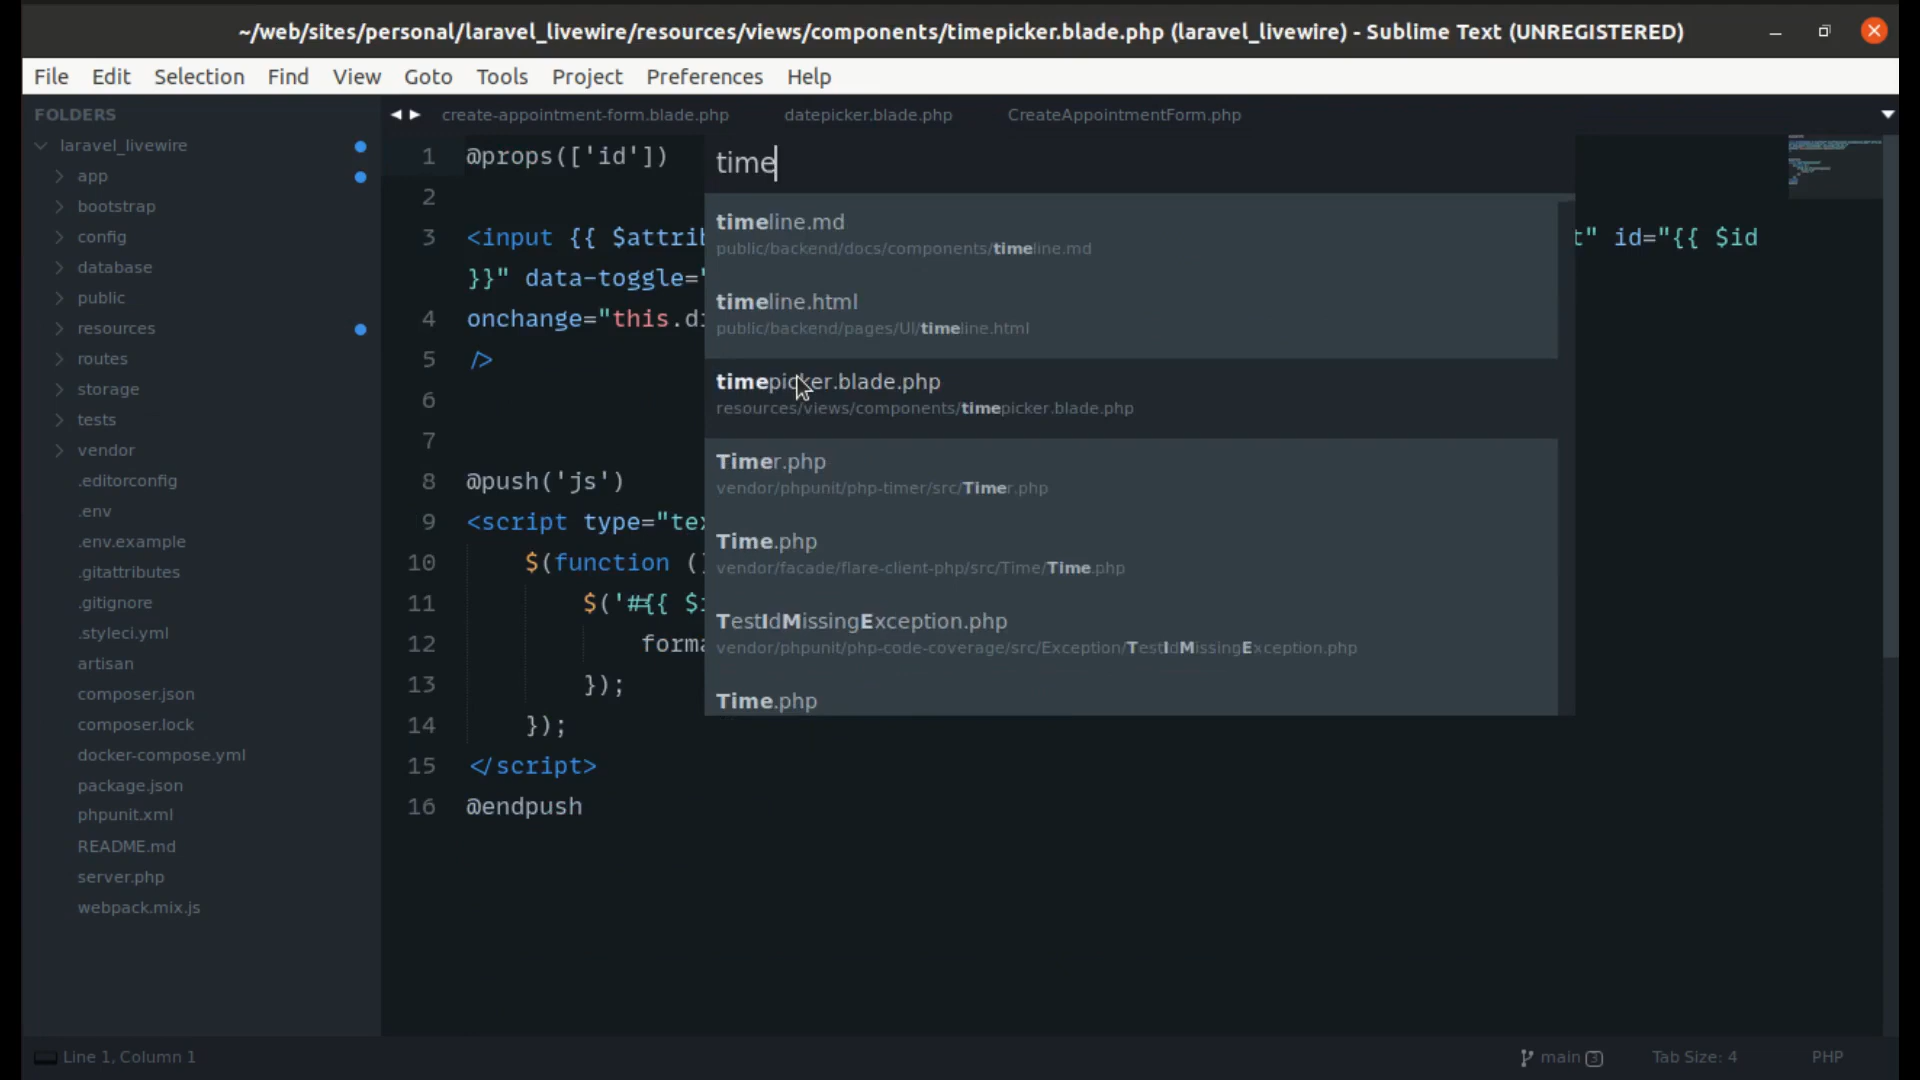 ~/web/sites/personal/laravel_livewire/resources/views/components/timepicker.blade.php (laravel_livewire) - Sublime Text (UNREGISTERED)
File Edit Selection Find View Goto Tools Project Preferences Help
FOLDERS
laravel_livewire
app
bootstrap
config
database
public
resources
routes
storage
tests
vendor
.editorconfig
.env
.env.example
.gitattributes
.gitignore
.styleci.yml
artisan
composer.json
composer.lock
docker-compose.yml
package.json
phpunit.xml
README.md
server.php
webpack.mix.js
create-appointment-form.blade.php datepicker.blade.php CreateAppointmentForm.php
1 @props(['id'])
2
3 <input {{ $attrib t" id="{{ $id
}}" data-toggle="
4 onchange="this.di
5 />
6
7
8 @push('js')
9 <script type="tex
10 $(function ()
11 $('#{{ $i
12 forma
13 });
14 });
15 </script>
16 @endpush
time
timeline.md
public/backend/docs/components/timeline.md
timeline.html
public/backend/pages/UI/timeline.html
timepicker.blade.php
resources/views/components/timepicker.blade.php
Timer.php
vendor/phpunit/php-timer/src/Timer.php
Time.php
vendor/facade/flare-client-php/src/Time/Time.php
TestIdMissingException.php
vendor/phpunit/php-code-coverage/src/Exception/TestIdMissingException.php
Time.php
Line 1, Column 1 main 3 Tab Size: 4 PHP